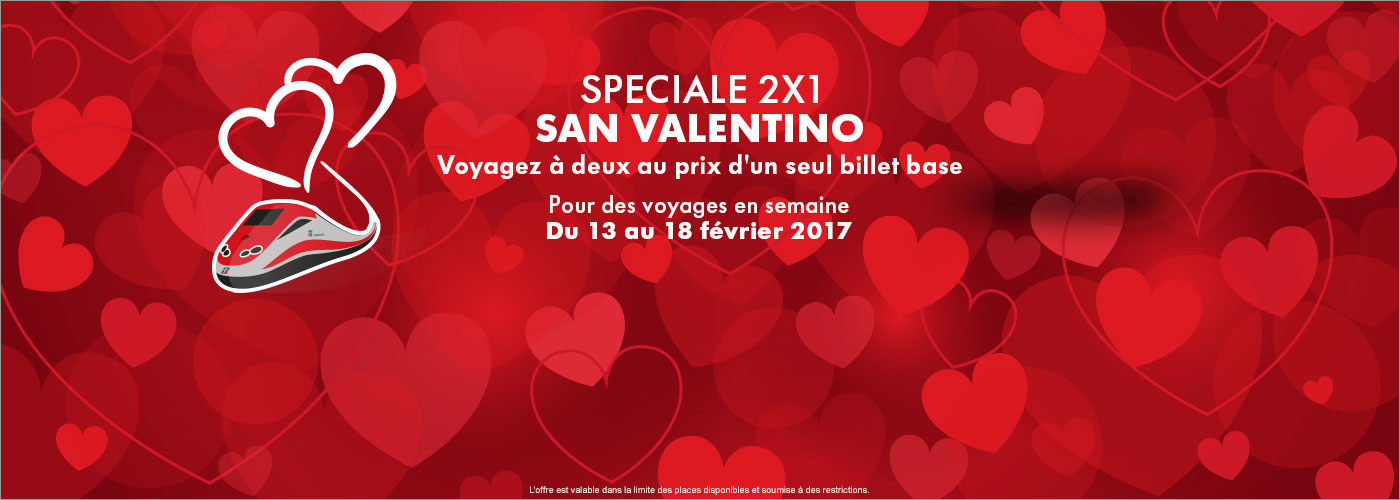 SPECIALE 2X1
SAN VALENTINO
Voyagez à deux au prix d'un seul billet base
Pour des voyages en semaine
Du 13 au 18 février 2017
L'offre est valable dans la limite des places disponibles et soumise à des restrictions.